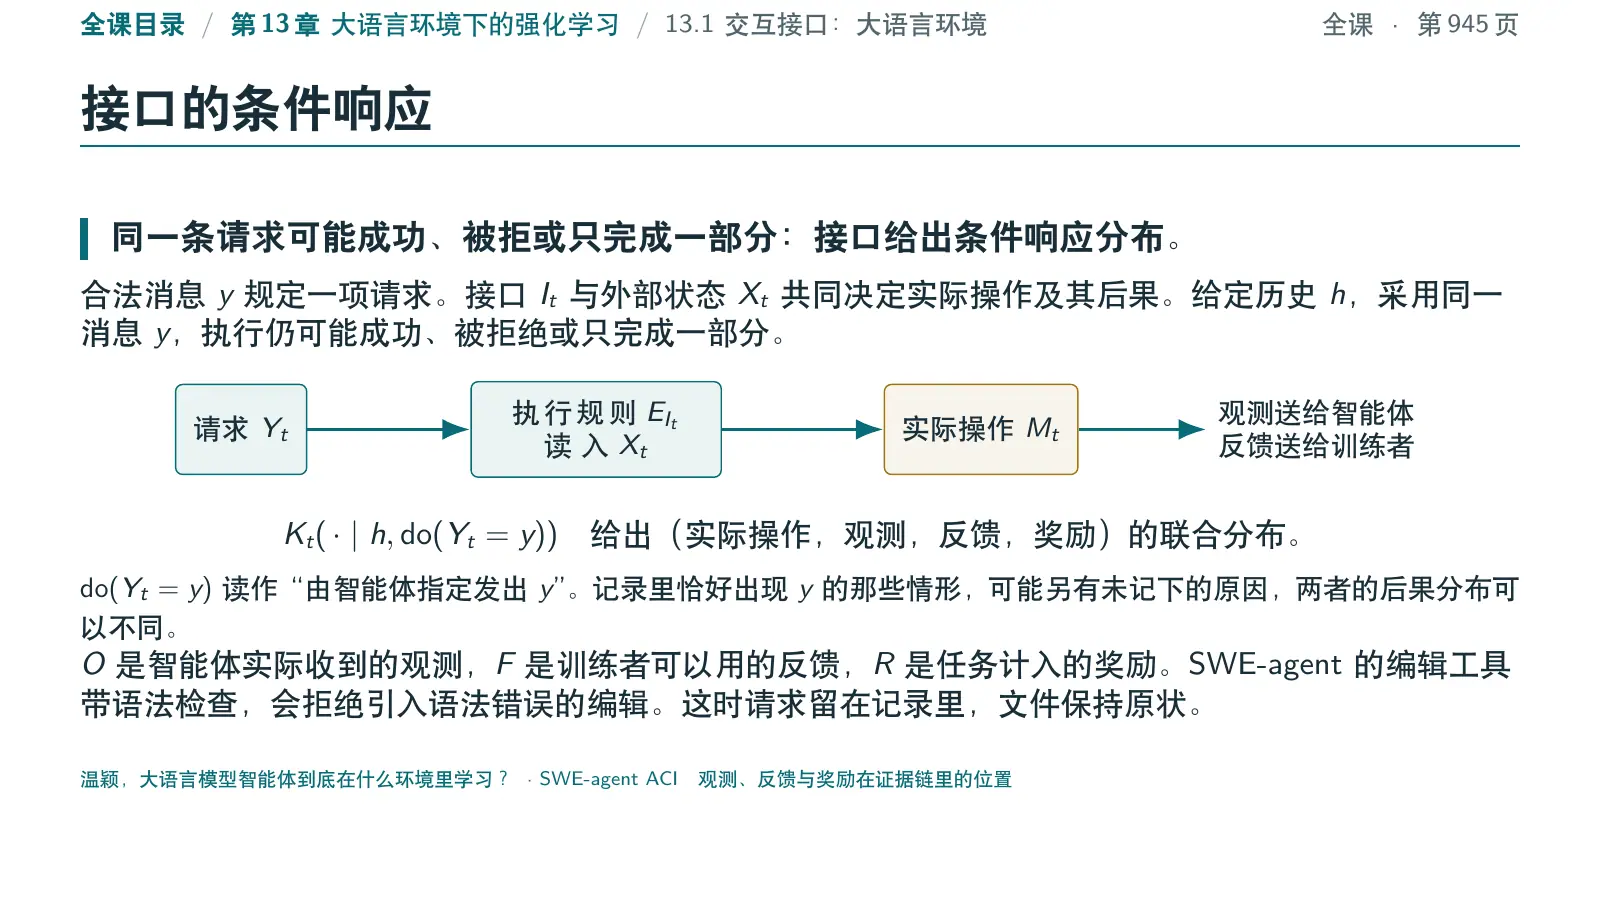 全课目录 / 第 13 章 大语言环境下的强化学习 / 13.1 交互接口：大语言环境
全课 · 第 945 页
接口的条件响应
同一条请求可能成功、被拒或只完成一部分：接口给出条件响应分布。
合法消息 y 规定一项请求。接口 I_t 与外部状态 X_t 共同决定实际操作及其后果。给定历史 h，采用同一
消息 y，执行仍可能成功、被拒绝或只完成一部分。
请求 Y_t
执行规则 E_{I_t}
读入 X_t
实际操作 M_t
观测送给智能体
反馈送给训练者
K_t(· | h, do(Y_t = y)) 给出（实际操作，观测，反馈，奖励）的联合分布。
do(Y_t = y) 读作“由智能体指定发出 y”。记录里恰好出现 y 的那些情形，可能另有未记下的原因，两者的后果分布可
以不同。
O 是智能体实际收到的观测，F 是训练者可以用的反馈，R 是任务计入的奖励。SWE-agent 的编辑工具
带语法检查，会拒绝引入语法错误的编辑。这时请求留在记录里，文件保持原状。
温颖，大语言模型智能体到底在什么环境里学习？ · SWE-agent ACI 观测、反馈与奖励在证据链里的位置